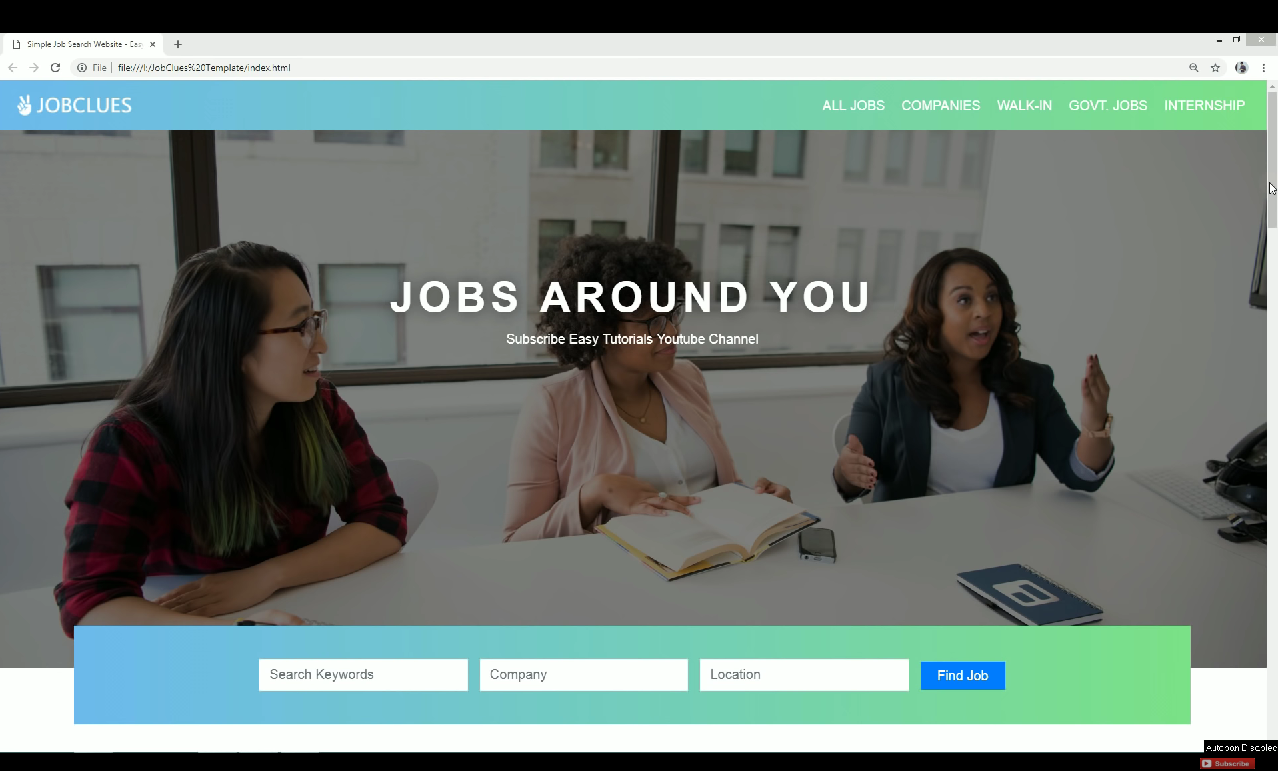 Simple Job Search Website - Eas
File
file:///I:/JobClues%20Template/index.html
JOBCLUES
ALL JOBS COMPANIES WALK-IN GOVT. JOBS INTERNSHIP
JOBS AROUND YOU
Subscribe Easy Tutorials Youtube Channel
Search Keywords Company Location Find Job
Subscribe